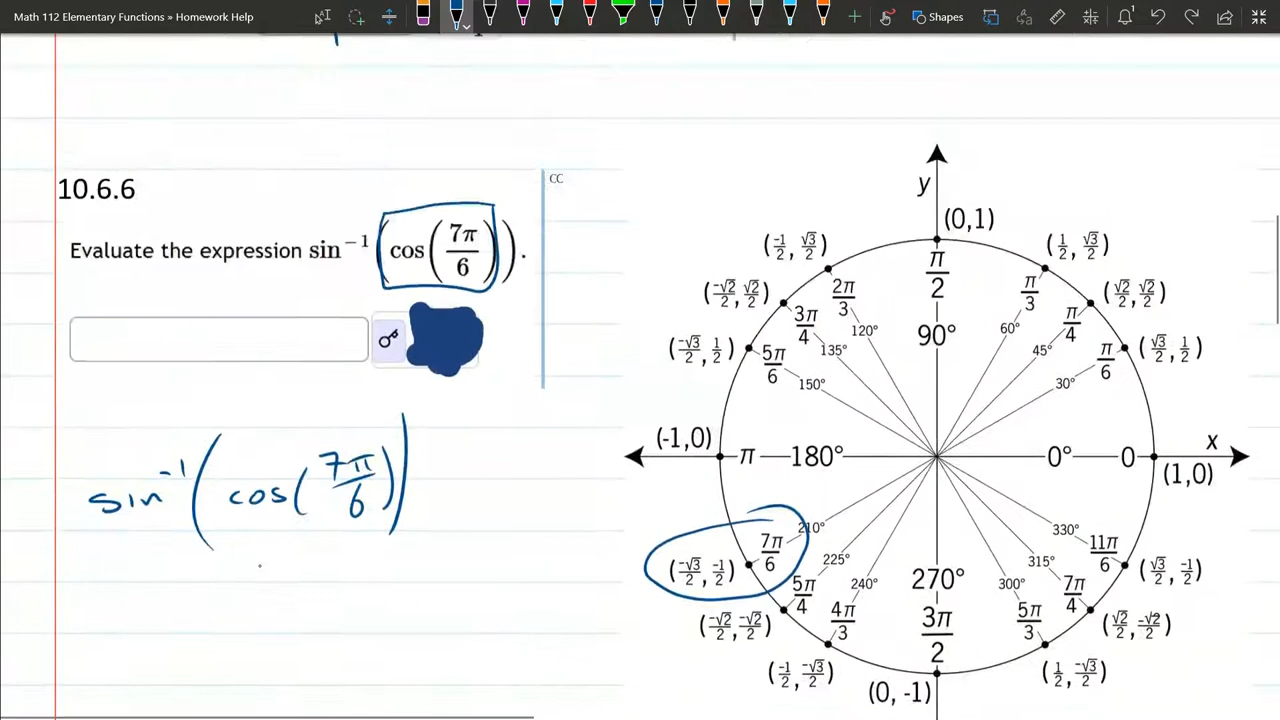 Math 112 Elementary Functions » Homework Help
Shapes
10.6.6
CC
Evaluate the expression sin⁻¹(cos(7π/6)).
sin⁻¹(cos(7π/6))
y
(0,1)
(-1/2, √3/2)
(1/2, √3/2)
(-√2/2, √2/2)
(√2/2, √2/2)
(-√3/2, 1/2)
(√3/2, 1/2)
π/2
2π/3
π/3
3π/4
π/4
5π/6
π/6
90°
120°
60°
135°
45°
150°
30°
(-1,0)
π
180°
0°
0
x
(1,0)
210°
330°
7π/6
11π/6
225°
315°
(-√3/2, -1/2)
(√3/2, -1/2)
5π/4
240°
270°
300°
7π/4
4π/3
3π/2
5π/3
(-√2/2, -√2/2)
(√2/2, -√2/2)
(-1/2, -√3/2)
(0, -1)
(1/2, -√3/2)